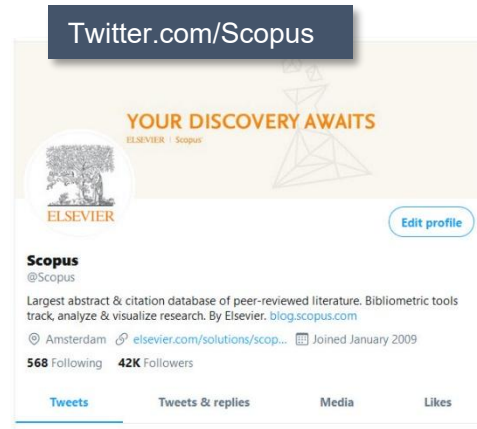 Twitter.com/Scopus
YOUR DISCOVERY AWAITS
ELSEVIER | Scopus
ELSEVIER
Edit profile
Scopus
@Scopus
Largest abstract & citation database of peer-reviewed literature. Bibliometric tools
track, analyze & visualize research. By Elsevier. blog.scopus.com
Amsterdam elsevier.com/solutions/scop... Joined January 2009
568 Following 42K Followers
Tweets Tweets & replies Media Likes